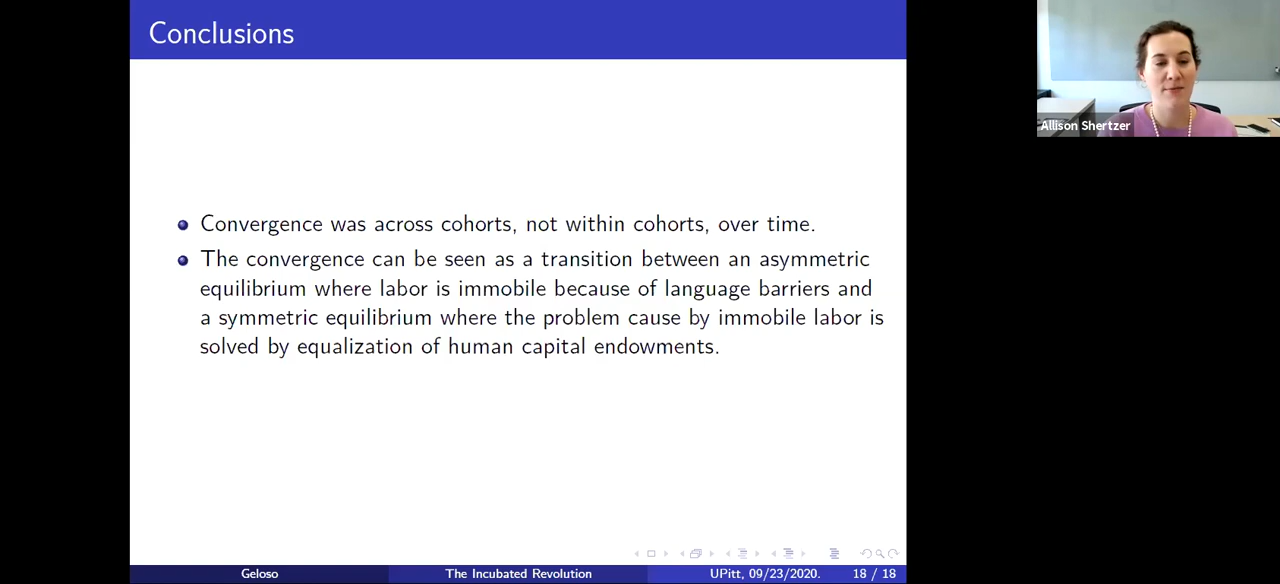 Conclusions
Allison Shertzer
Convergence was across cohorts, not within cohorts, over time.
The convergence can be seen as a transition between an asymmetric
equilibrium where labor is immobile because of language barriers and
a symmetric equilibrium where the problem cause by immobile labor is
solved by equalization of human capital endowments.
Geloso The Incubated Revolution UPitt, 09/23/2020. 18 / 18